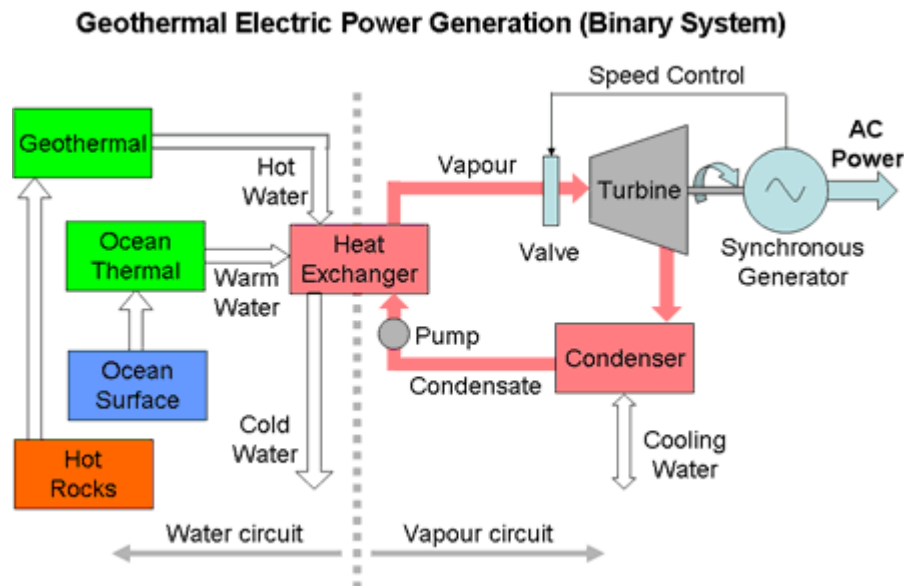 Geothermal Electric Power Generation (Binary System)
Speed Control
Geothermal
Hot
Water
Vapour
Turbine
AC
Power
Valve
Synchronous
Generator
Ocean
Thermal
Warm
Water
Heat
Exchanger
Pump
Condensate
Condenser
Ocean
Surface
Cold
Water
Cooling
Water
Hot
Rocks
Water circuit
Vapour circuit